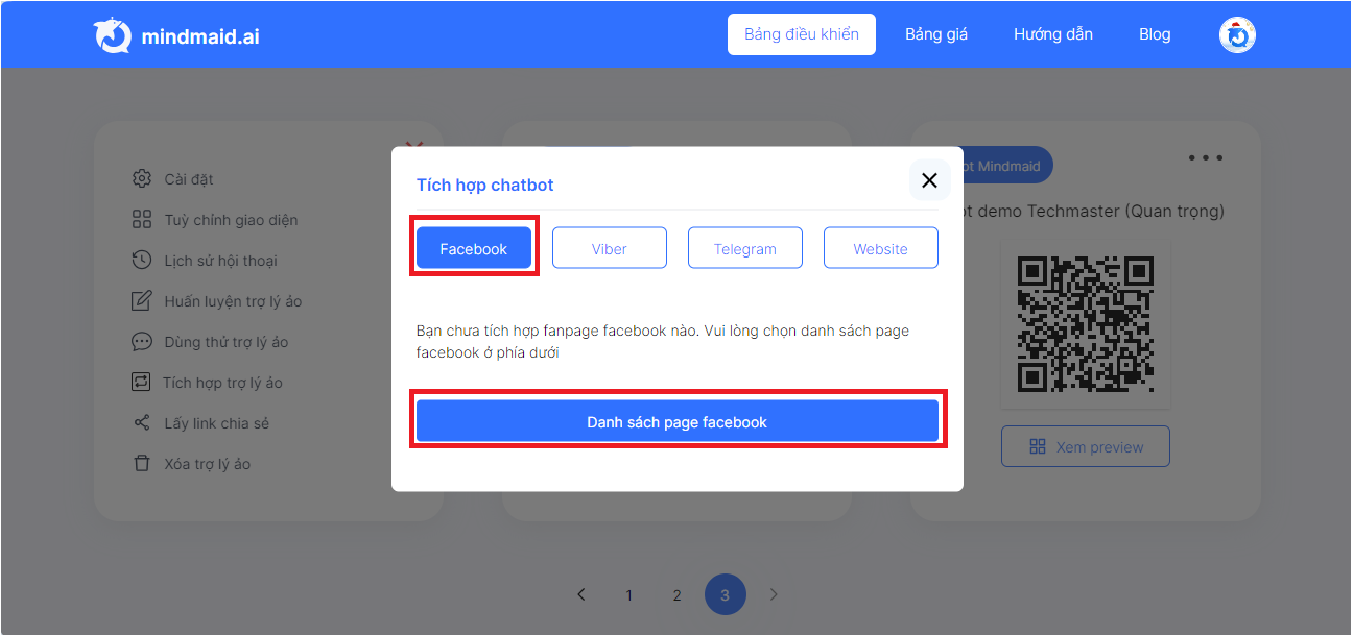 mindmaid.ai
Bảng điều khiển
Bảng giá
Hướng dẫn
Blog
Cài đặt
Tuỳ chỉnh giao diện
Lịch sử hội thoại
Huấn luyện trợ lý ảo
Dùng thử trợ lý ảo
Tích hợp trợ lý ảo
Lấy link chia sẻ
Xóa trợ lý ảo
Tích hợp chatbot
Facebook
Viber
Telegram
Website
Bạn chưa tích hợp fanpage facebook nào. Vui lòng chọn danh sách page
facebook ở phía dưới
Danh sách page facebook
ot Mindmaid
ot demo Techmaster (Quan trọng)
Xem preview
1
2
3